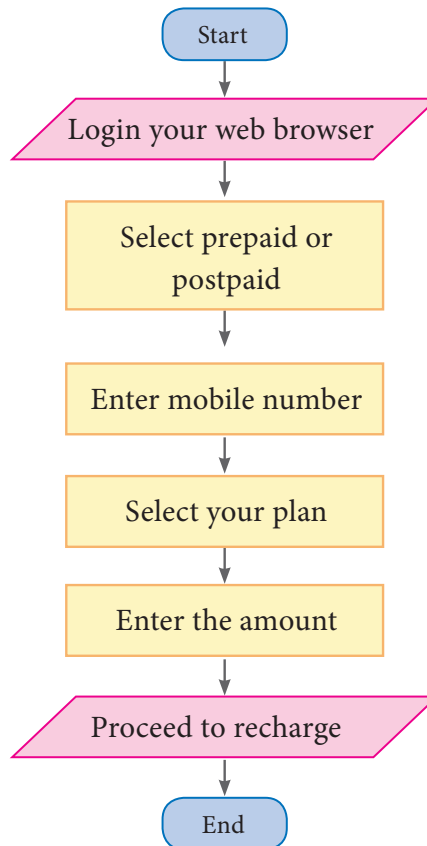 Start
Login your web browser
Select prepaid or
postpaid
Enter mobile number
Select your plan
Enter the amount
Proceed to recharge
End